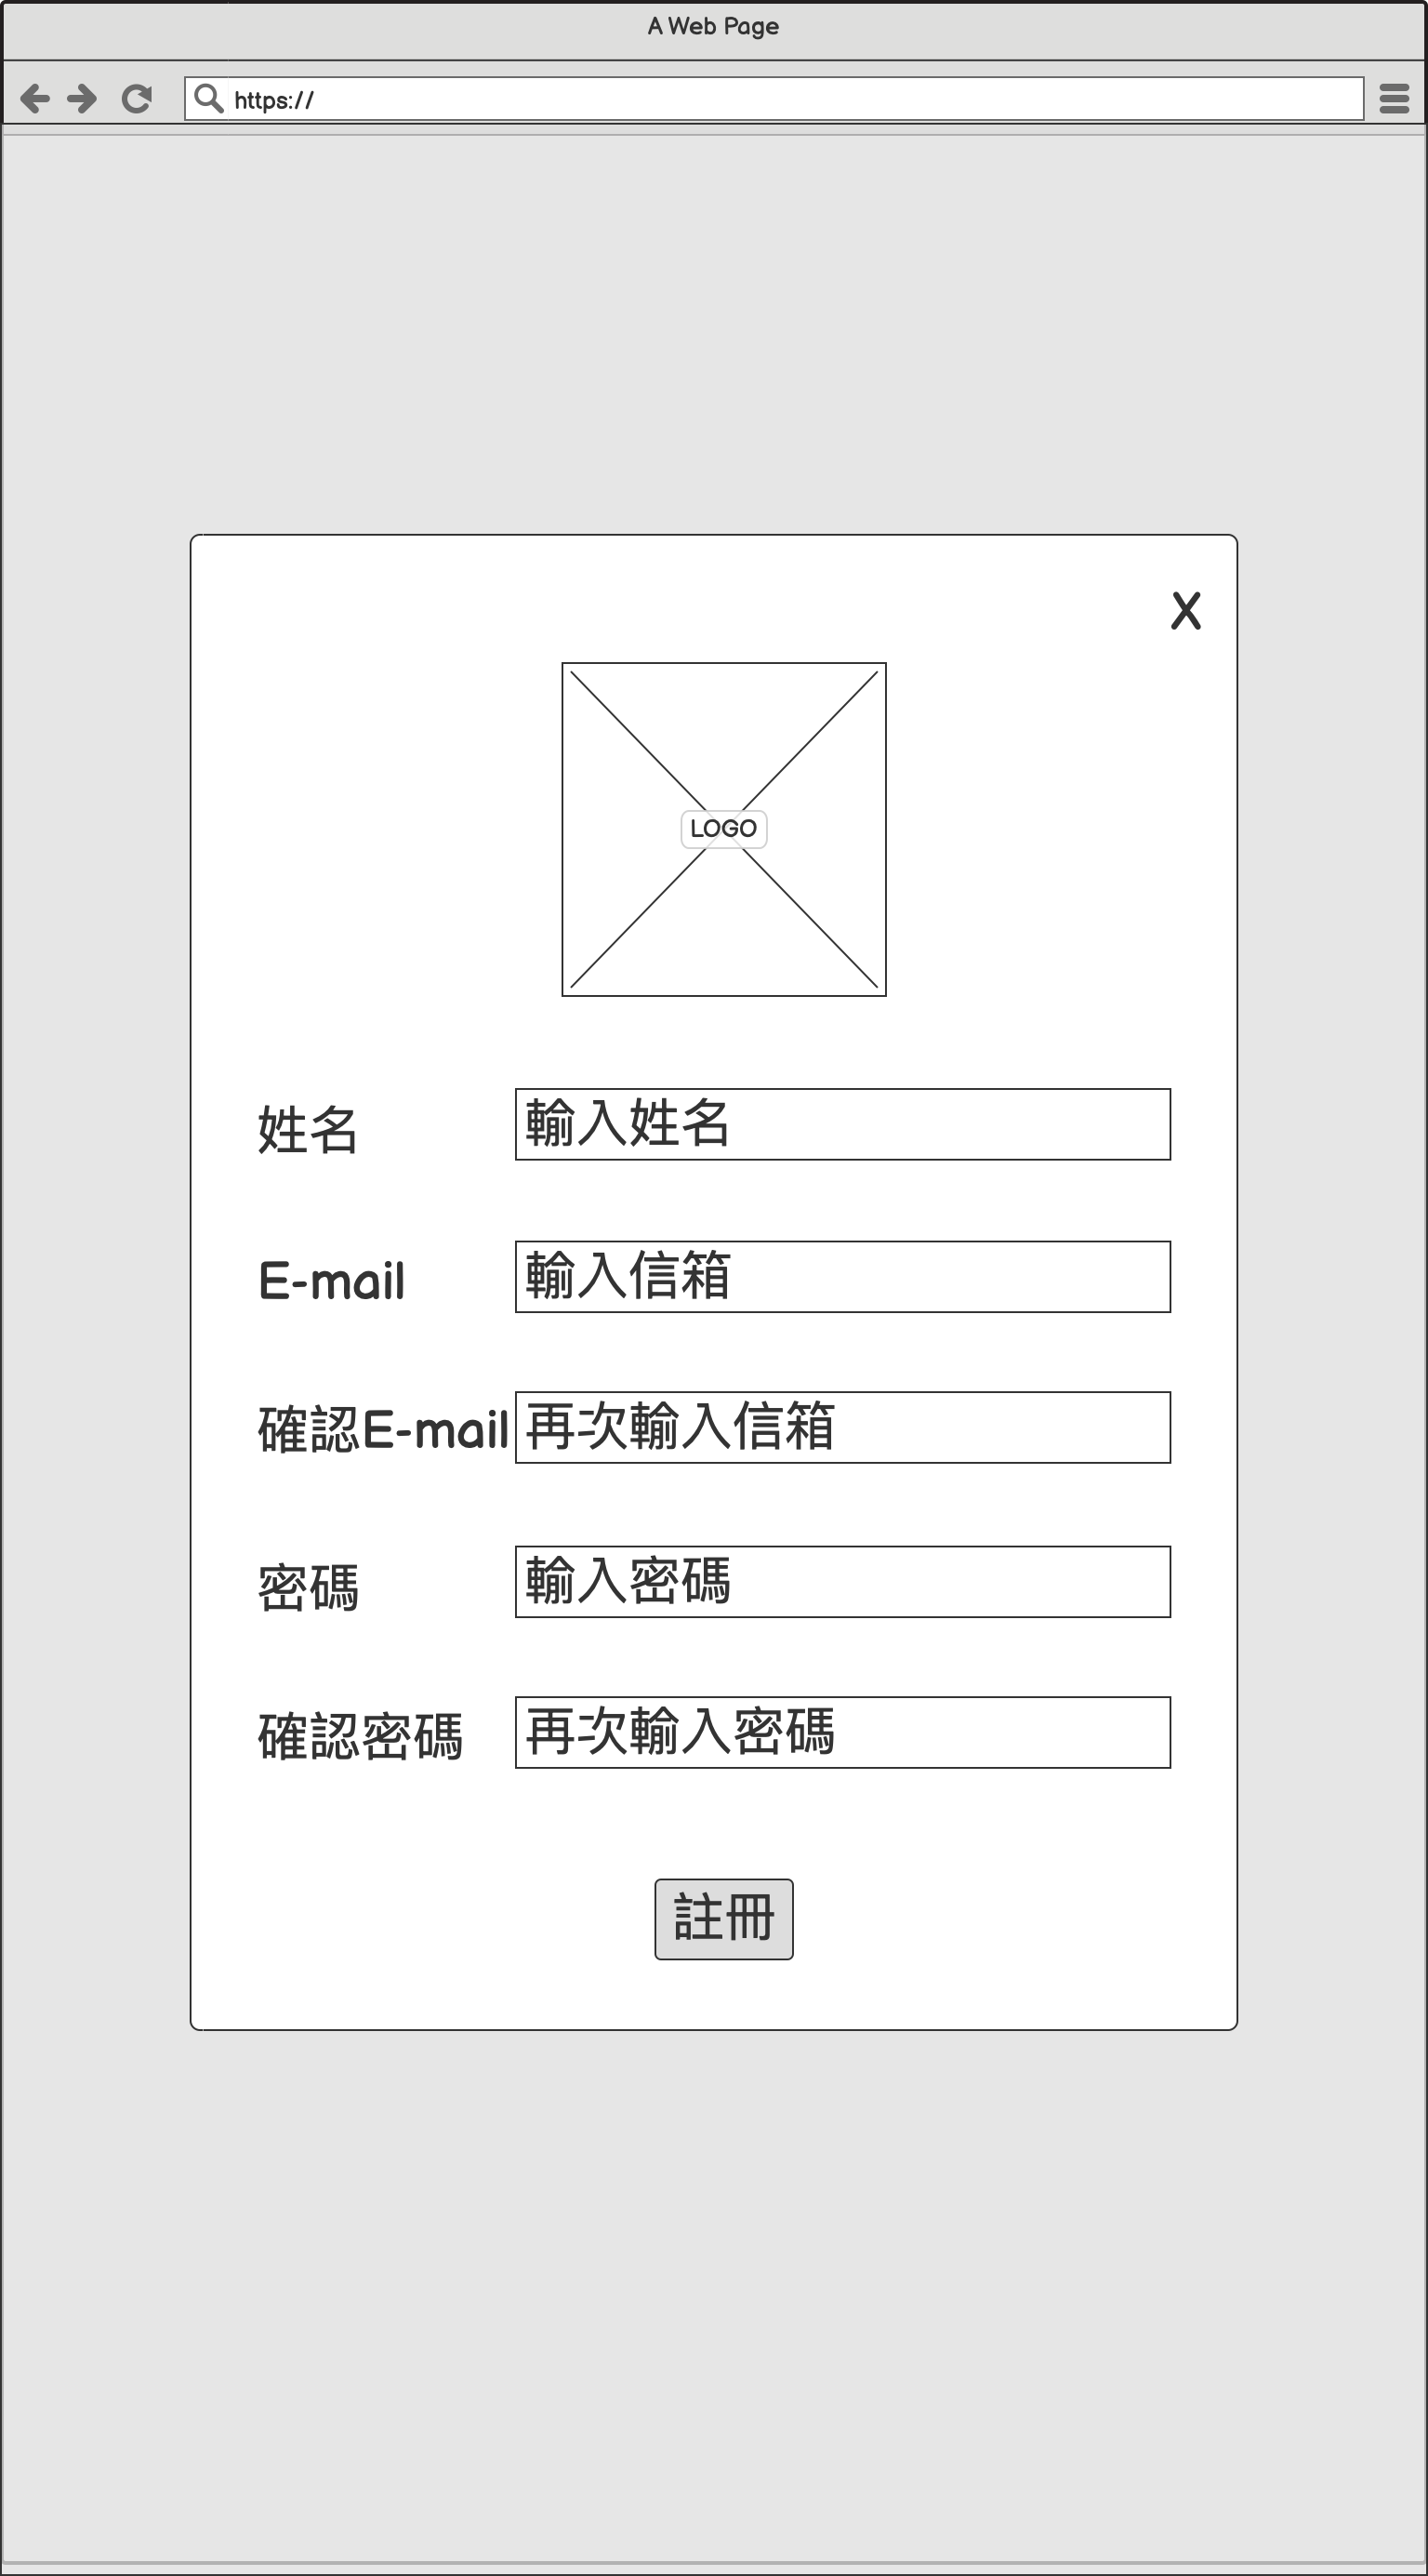 A Web Page
https://
X
LOGO
姓名 輸入姓名
E-mail 輸入信箱
確認E-mail 再次輸入信箱
密碼 輸入密碼
確認密碼 再次輸入密碼
註冊